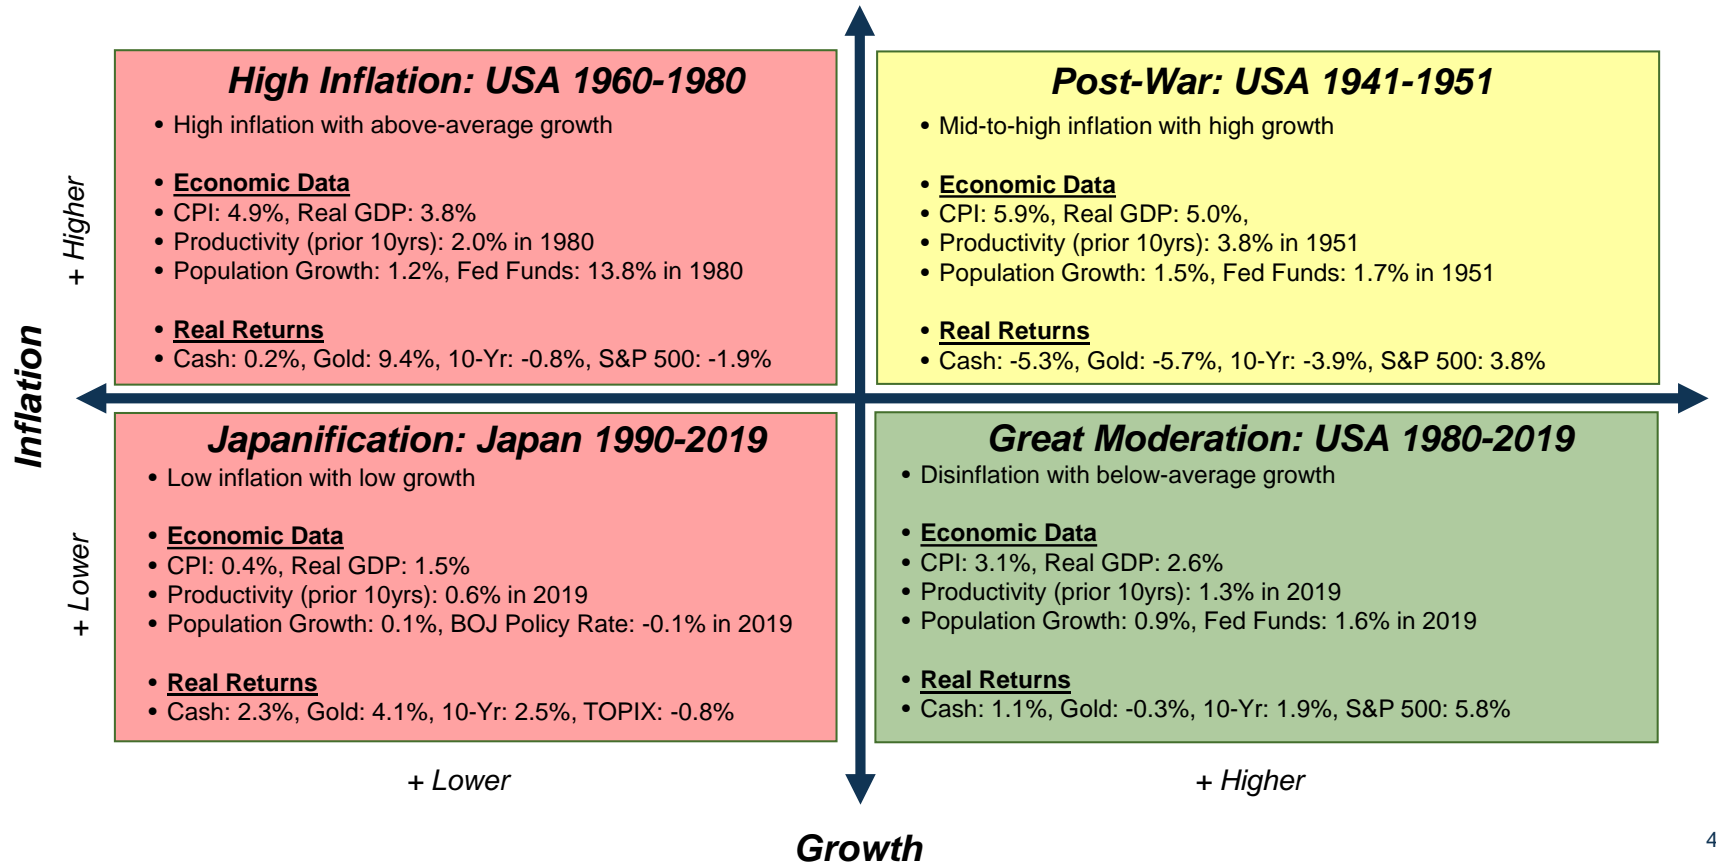 High Inflation: USA 1960-1980
• High inflation with above-average growth
• Economic Data
• CPI: 4.9%, Real GDP: 3.8%
• Productivity (prior 10yrs): 2.0% in 1980
• Population Growth: 1.2%, Fed Funds: 13.8% in 1980
• Real Returns
• Cash: 0.2%, Gold: 9.4%, 10-Yr: -0.8%, S&P 500: -1.9%
Post-War: USA 1941-1951
• Mid-to-high inflation with high growth
• Economic Data
• CPI: 5.9%, Real GDP: 5.0%,
• Productivity (prior 10yrs): 3.8% in 1951
• Population Growth: 1.5%, Fed Funds: 1.7% in 1951
• Real Returns
• Cash: -5.3%, Gold: -5.7%, 10-Yr: -3.9%, S&P 500: 3.8%
+ Higher
Inflation
+ Lower
Japanification: Japan 1990-2019
• Low inflation with low growth
• Economic Data
• CPI: 0.4%, Real GDP: 1.5%
• Productivity (prior 10yrs): 0.6% in 2019
• Population Growth: 0.1%, BOJ Policy Rate: -0.1% in 2019
• Real Returns
• Cash: 2.3%, Gold: 4.1%, 10-Yr: 2.5%, TOPIX: -0.8%
Great Moderation: USA 1980-2019
• Disinflation with below-average growth
• Economic Data
• CPI: 3.1%, Real GDP: 2.6%
• Productivity (prior 10yrs): 1.3% in 2019
• Population Growth: 0.9%, Fed Funds: 1.6% in 2019
• Real Returns
• Cash: 1.1%, Gold: -0.3%, 10-Yr: 1.9%, S&P 500: 5.8%
+ Lower
+ Higher
Growth
4